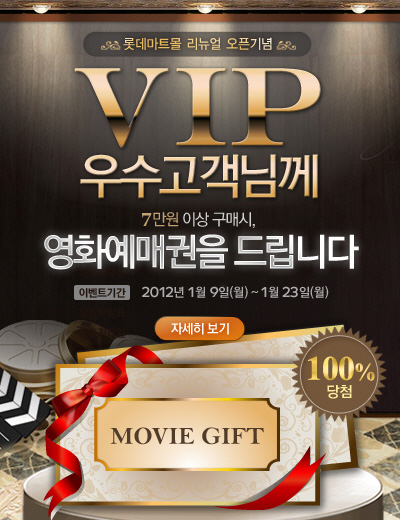 롯데마트몰 리뉴얼 오픈기념
VIP
우수고객님께
7만원 이상 구매시,
영화예매권을 드립니다
이벤트기간 2012년 1월 9일(월) ~ 1월 23일(월)
자세히 보기
100%
당첨
MOVIE GIFT